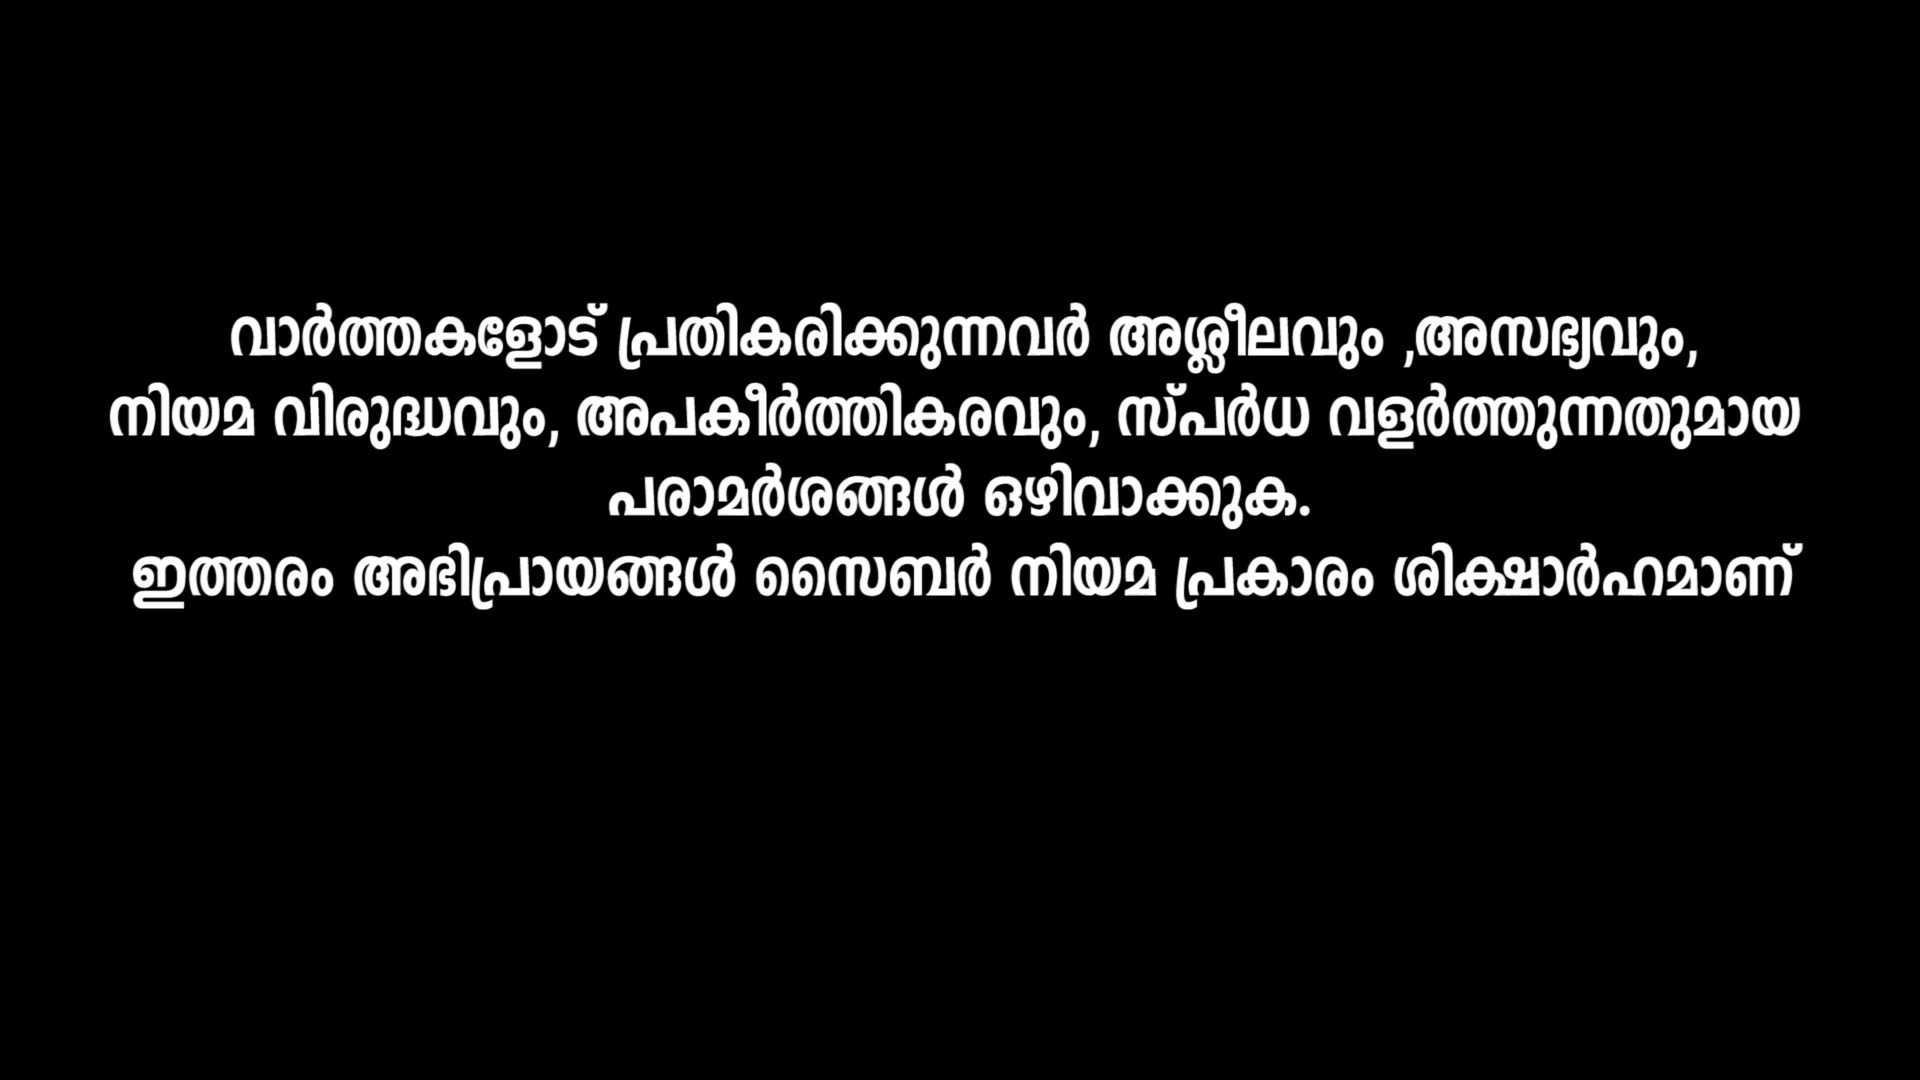 വാർത്തകളോട് പ്രതികരിക്കുന്നവർ അശ്ലീലവും ,അസഭ്യവും,
നിയമ വിരുദ്ധവും, അപകീർത്തികരവും, സ്പർധ വളർത്തുന്നതുമായ
പരാമർശങ്ങൾ ഒഴിവാക്കുക.
ഇത്തരം അഭിപ്രായങ്ങൾ സൈബർ നിയമ പ്രകാരം ശിക്ഷാർഹമാണ്